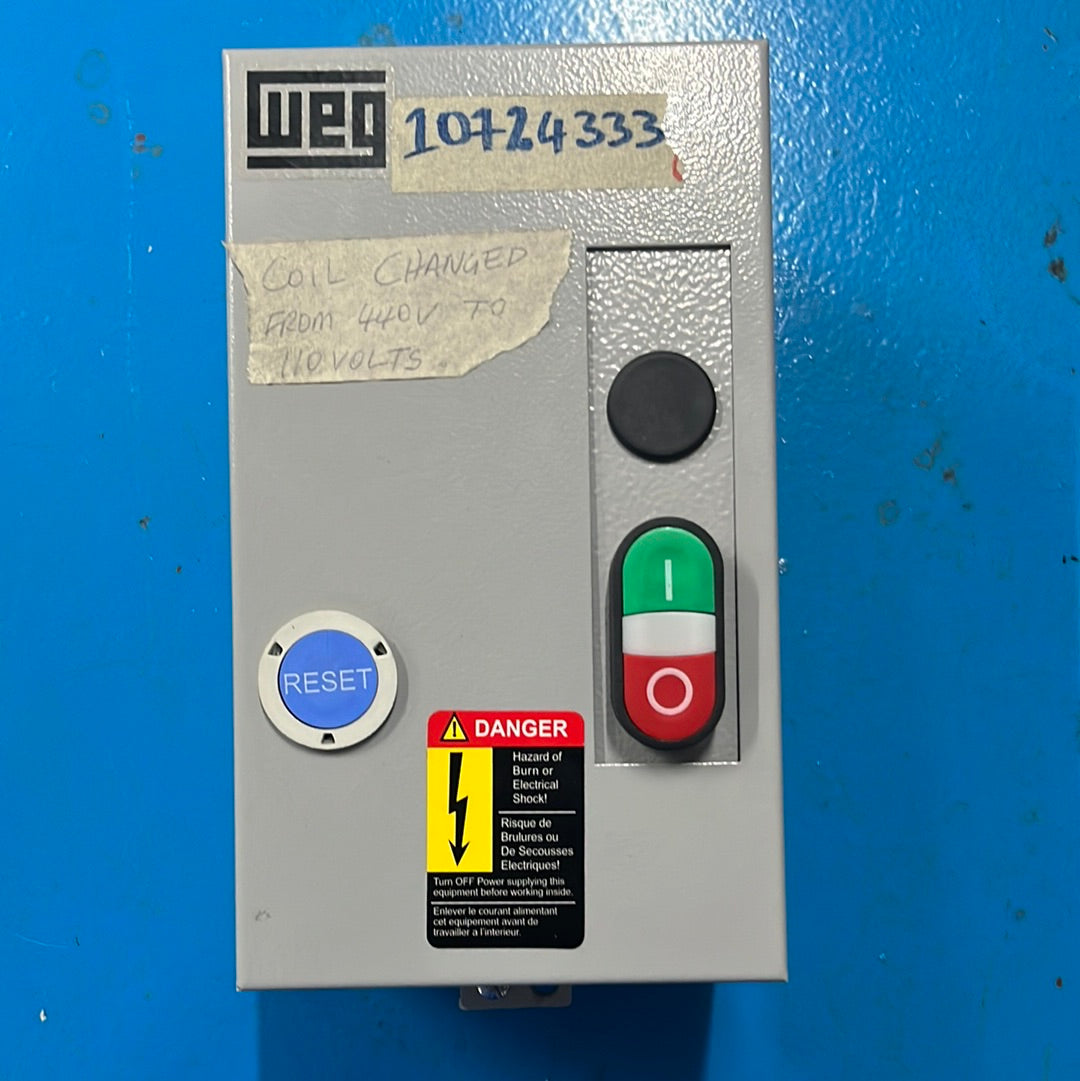 WEG
10724333
COIL CHANGED
FROM 440V TO
110 VOLTS.
I
RESET
O
DANGER
Hazard of
Burn or
Electrical
Shock!
Risque de
Brulures ou
De Secousses
Electriques!
Turn OFF Power supplying this
equipment before working inside.
Enlever le courant alimentant
cet equipement avant de
travailler a l'interieur.